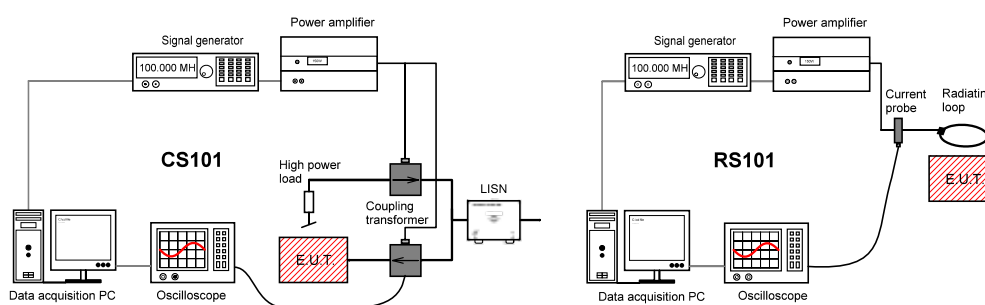 Power amplifier
Signal generator
100.000 MH
CS101
High power
load
Coupling
transformer
LISN
E.U.T.
Data acquisition PC
Oscilloscope
Power amplifier
Signal generator
100.000 MH
Current
probe
Radiatin
loop
RS101
E.U.T.
Data acquisition PC
Oscilloscope